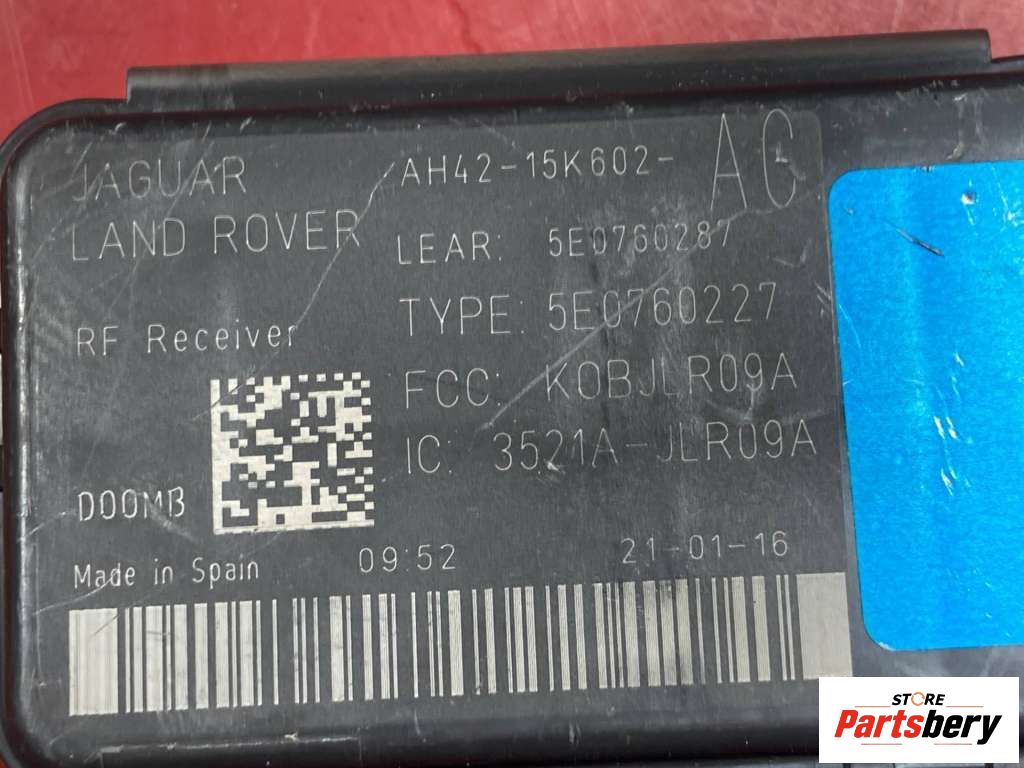 JAGUAR
LAND ROVER
AH42-15K602- AG
LEAR: 5E0760287
TYPE: 5E0760227
RF Receiver
FCC: KOBJLR09A
IC: 3521A-JLR09A
D00MB
Made in Spain
09:52
21-01-16
STORE
Partsbery